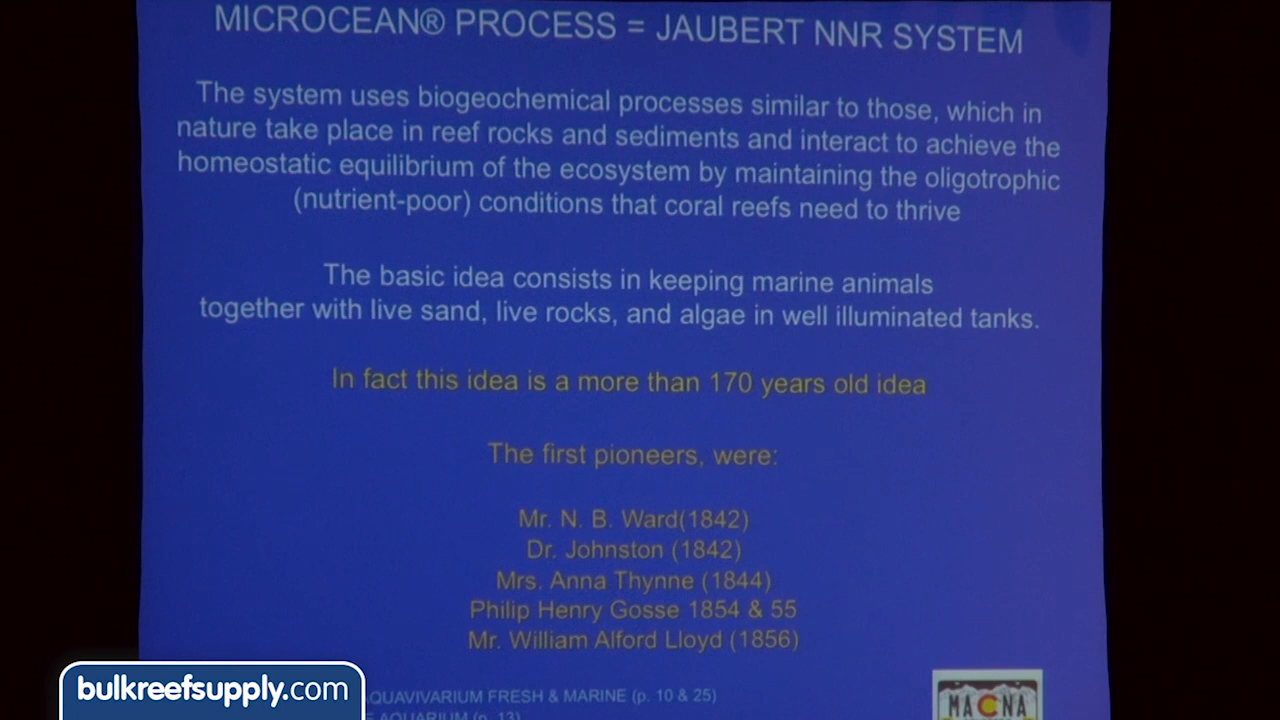 MICROCEAN® PROCESS = JAUBERT NNR SYSTEM
The system uses biogeochemical processes similar to those, which in
nature take place in reef rocks and sediments and interact to achieve the
homeostatic equilibrium of the ecosystem by maintaining the oligotrophic
(nutrient-poor) conditions that coral reefs need to thrive
The basic idea consists in keeping marine animals
together with live sand, live rocks, and algae in well illuminated tanks.
In fact this idea is a more than 170 years old idea
The first pioneers, were:
Mr. N. B. Ward(1842)
Dr. Johnston (1842)
Mrs. Anna Thynne (1844)
Philip Henry Gosse 1854 & 55
Mr. William Alford Lloyd (1856)
FRESH & MARINE (p. 10 & 25)
AQUARIUM (p. 13)
MACNA
bulkreefsupply.com